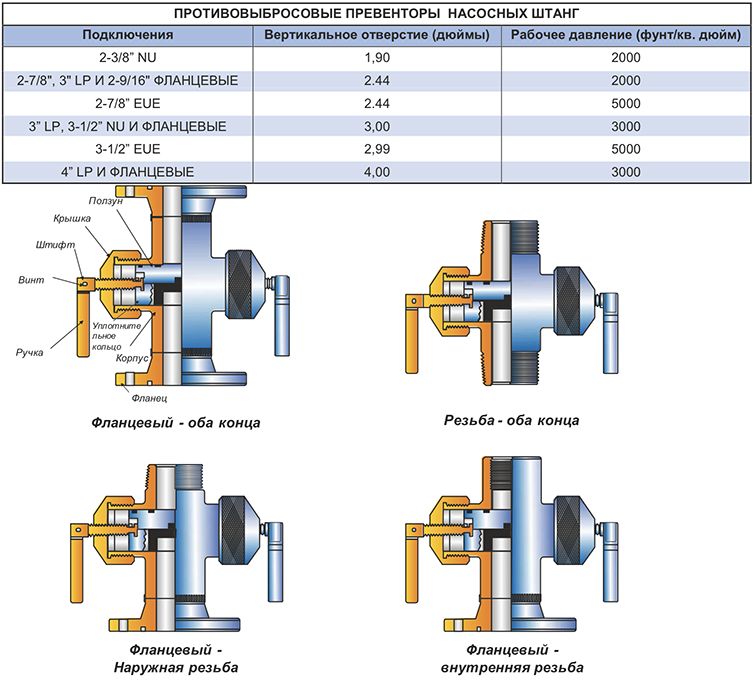 ПРОТИВОВЫБРОСОВЫЕ ПРЕВЕНТОРЫ НАСОСНЫХ ШТАНГ
Подключения Вертикальное отверстие (дюймы) Рабочее давление (фунт/кв. дюйм)
2-3/8" NU 1,90 2000
2-7/8", 3" LP И 2-9/16" ФЛАНЦЕВЫЕ 2.44 2000
2-7/8" EUE 2.44 5000
3" LP, 3-1/2" NU И ФЛАНЦЕВЫЕ 3,00 3000
3-1/2" EUE 2,99 5000
4" LP И ФЛАНЦЕВЫЕ 4,00 3000
Ползун
Крышка
Штифт
Винт
Ручка
Уплотните
льное
кольцо
Корпус
Фланец
Фланцевый - оба конца
Резьба - оба конца
Фланцевый -
Наружная резьба
Фланцевый -
внутренняя резьба